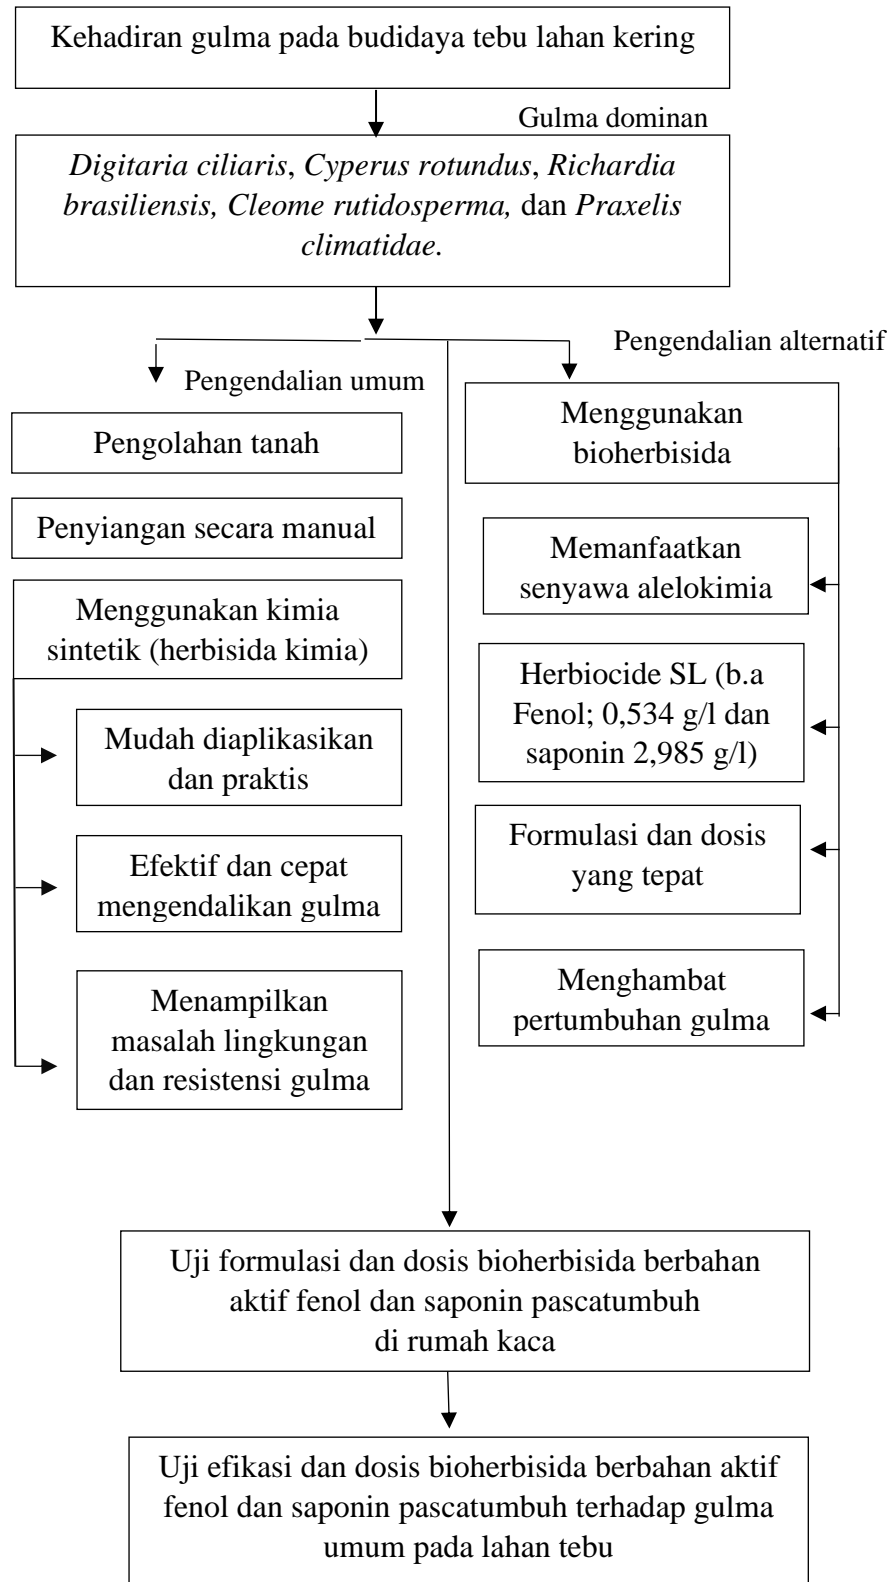 Kehadiran gulma pada budidaya tebu lahan kering
Gulma dominan
Digitaria ciliaris, Cyperus rotundus, Richardia
brasiliensis, Cleome rutidosperma, dan Praxelis
climatidae.
Pengendalian umum
Pengolahan tanah
Penyiangan secara manual
Menggunakan kimia
sintetik (herbisida kimia)
Mudah diaplikasikan
dan praktis
Efektif dan cepat
mengendalikan gulma
Menampilkan
masalah lingkungan
dan resistensi gulma
Pengendalian alternatif
Menggunakan
bioherbisida
Memanfaatkan
senyawa alelokimia
Herbiocide SL (b.a
Fenol; 0,534 g/l dan
saponin 2,985 g/l)
Formulasi dan dosis
yang tepat
Menghambat
pertumbuhan gulma
Uji formulasi dan dosis bioherbisida berbahan
aktif fenol dan saponin pascatumbuh
di rumah kaca
Uji efikasi dan dosis bioherbisida berbahan aktif
fenol dan saponin pascatumbuh terhadap gulma
umum pada lahan tebu